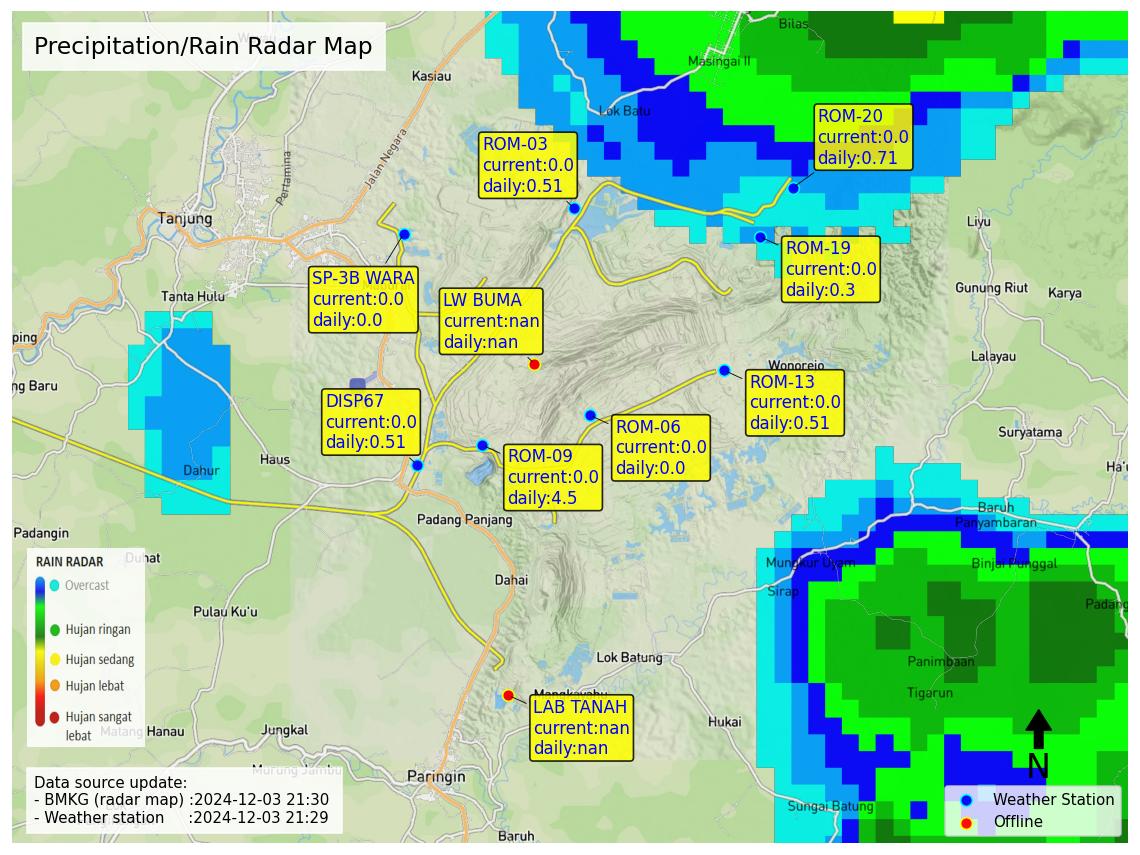 Precipitation/Rain Radar Map
Bilas
Masingai II
Kasiau
Lok Batu
ROM-20
current:0.0
daily:0.71
ROM-03
current:0.0
daily:0.51
Jalan Negara
Pertamina
Tanjung
Liyu
ROM-19
current:0.0
daily:0.3
SP-3B WARA
current:0.0
daily:0.0
Tanta Hulu
LW BUMA
current:nan
daily:nan
Gunung Riut
Karya
ping
Lalayau
Wonorejo
ng Baru
ROM-13
current:0.0
daily:0.51
DISP67
current:0.0
daily:0.51
ROM-06
current:0.0
daily:0.0
Suryatama
ROM-09
current:0.0
daily:4.5
Haus
Dahur
Ha'u
Padang Panjang
Baruh
Panyambaran
Padangin
Duhat
Mungkur Uyam
Binjai Punggal
Sirap
Dahai
RAIN RADAR
Overcast
Hujan ringan
Hujan sedang
Hujan lebat
Hujan sangat
lebat
Pulau Ku'u
Padang
Lok Batung
Panimbaan
Tigarun
Mangkayahu
LAB TANAH
current:nan
daily:nan
Matang Hanau
Jungkal
Hukai
Murung Jambu
Paringin
N
Data source update:
- BMKG (radar map) :2024-12-03 21:30
- Weather station :2024-12-03 21:29
Sungai Batung
Weather Station
Offline
Baruh